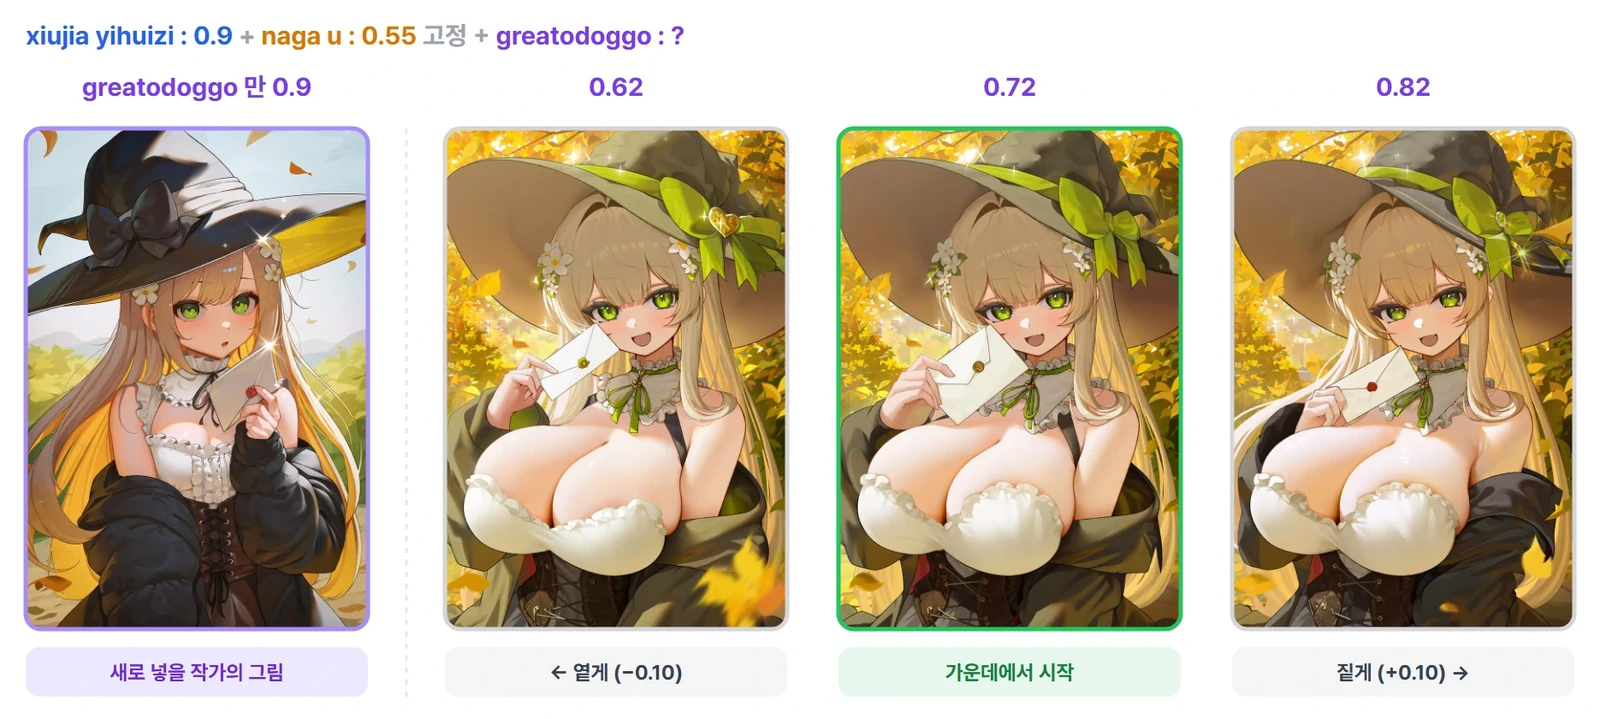 xiujia yihuizi : 0.9 + naga u : 0.55 고정 + greatodoggo : ?
greatodoggo 만 0.9
0.62
0.72
0.82
새로 넣을 작가의 그림
← 옅게 (−0.10)
가운데에서 시작
짙게 (+0.10) →